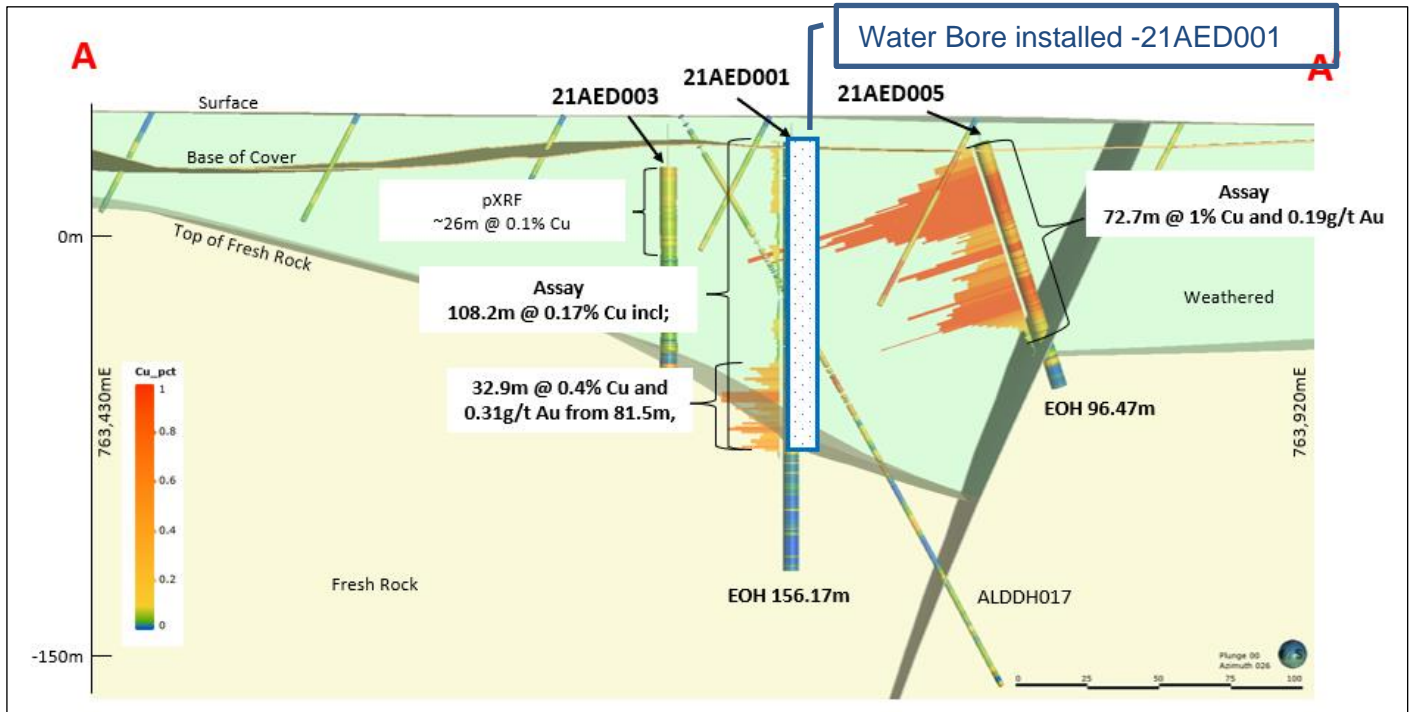 Water Bore installed -21AED001
A
A'
21AED001
Surface
21AED003
21AED005
Base of Cover
pXRF
~26m @ 0.1% Cu
Assay
72.7m @ 1% Cu and 0.19g/t Au
0m
Top of Fresh Rock
Assay
108.2m @ 0.17% Cu incl;
Weathered
Cu_pct
1
0.8
0.6
0.4
0.2
0
763,430mE
32.9m @ 0.4% Cu and
0.31g/t Au from 81.5m,
EOH 96.47m
763,920mE
Fresh Rock
EOH 156.17m
ALDDH017
-150m
Plunge 00
Azimuth 026
S
0 25 50 75 100